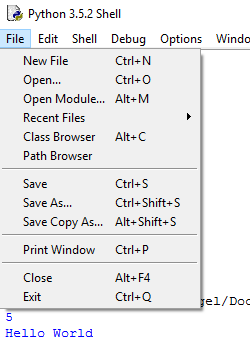 Python 3.5.2 Shell
File Edit Shell Debug Options Window
New File Ctrl+N
Open... Ctrl+O
Open Module... Alt+M
Recent Files
Class Browser Alt+C
Path Browser
Save Ctrl+S
Save As... Ctrl+Shift+S
Save Copy As... Alt+Shift+S
Print Window Ctrl+P
Close Alt+F4
Exit Ctrl+Q
gel/Doc
5
Hello World